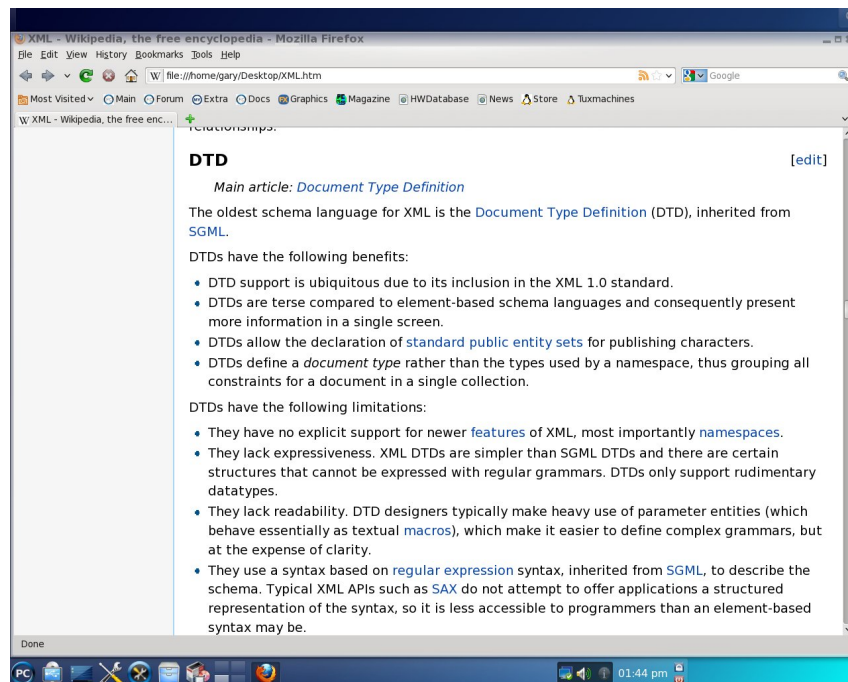 XML - Wikipedia, the free encyclopedia - Mozilla Firefox
File Edit View History Bookmarks Tools Help
W file:///home/gary/Desktop/XML.htm Google
Most Visited Main Forum Extra Docs Graphics Magazine HWDatabase News Store Tuxmachines
W XML - Wikipedia, the free enc...
relationships.
DTD [edit]
Main article: Document Type Definition
The oldest schema language for XML is the Document Type Definition (DTD), inherited from
SGML.
DTDs have the following benefits:
DTD support is ubiquitous due to its inclusion in the XML 1.0 standard.
DTDs are terse compared to element-based schema languages and consequently present
more information in a single screen.
DTDs allow the declaration of standard public entity sets for publishing characters.
DTDs define a document type rather than the types used by a namespace, thus grouping all
constraints for a document in a single collection.
DTDs have the following limitations:
They have no explicit support for newer features of XML, most importantly namespaces.
They lack expressiveness. XML DTDs are simpler than SGML DTDs and there are certain
structures that cannot be expressed with regular grammars. DTDs only support rudimentary
datatypes.
They lack readability. DTD designers typically make heavy use of parameter entities (which
behave essentially as textual macros), which make it easier to define complex grammars, but
at the expense of clarity.
They use a syntax based on regular expression syntax, inherited from SGML, to describe the
schema. Typical XML APIs such as SAX do not attempt to offer applications a structured
representation of the syntax, so it is less accessible to programmers than an element-based
syntax may be.
Done
PC 01:44 pm